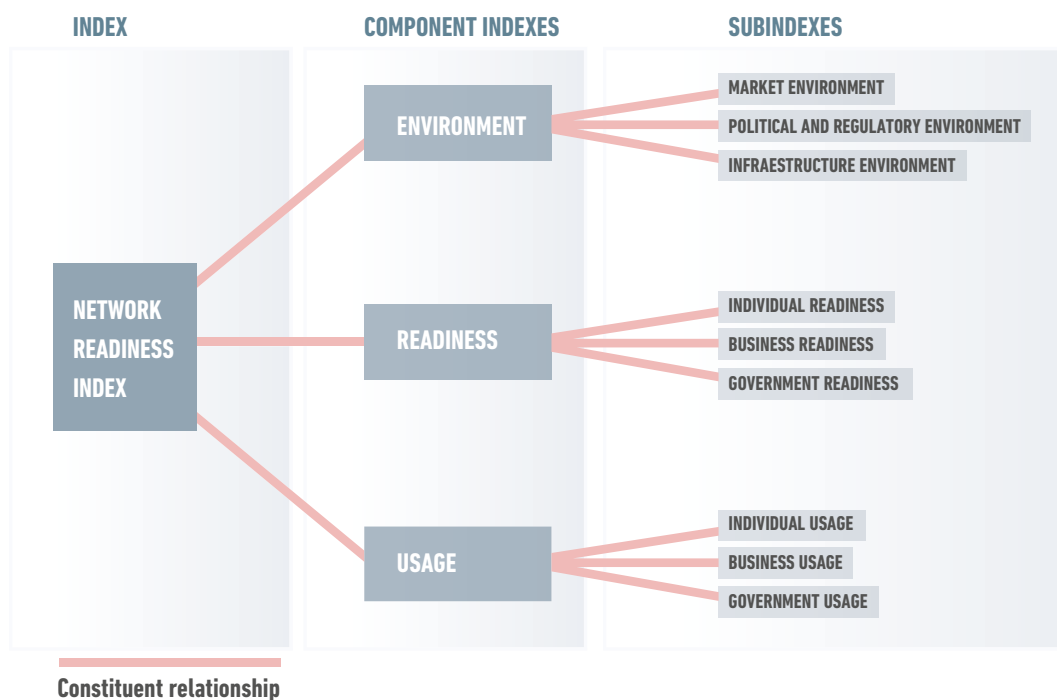 INDEX
COMPONENT INDEXES
SUBINDEXES
NETWORK
READINESS
INDEX
ENVIRONMENT
MARKET ENVIRONMENT
POLITICAL AND REGULATORY ENVIRONMENT
INFRAESTRUCTURE ENVIRONMENT
READINESS
INDIVIDUAL READINESS
BUSINESS READINESS
GOVERNMENT READINESS
USAGE
INDIVIDUAL USAGE
BUSINESS USAGE
GOVERNMENT USAGE
Constituent relationship